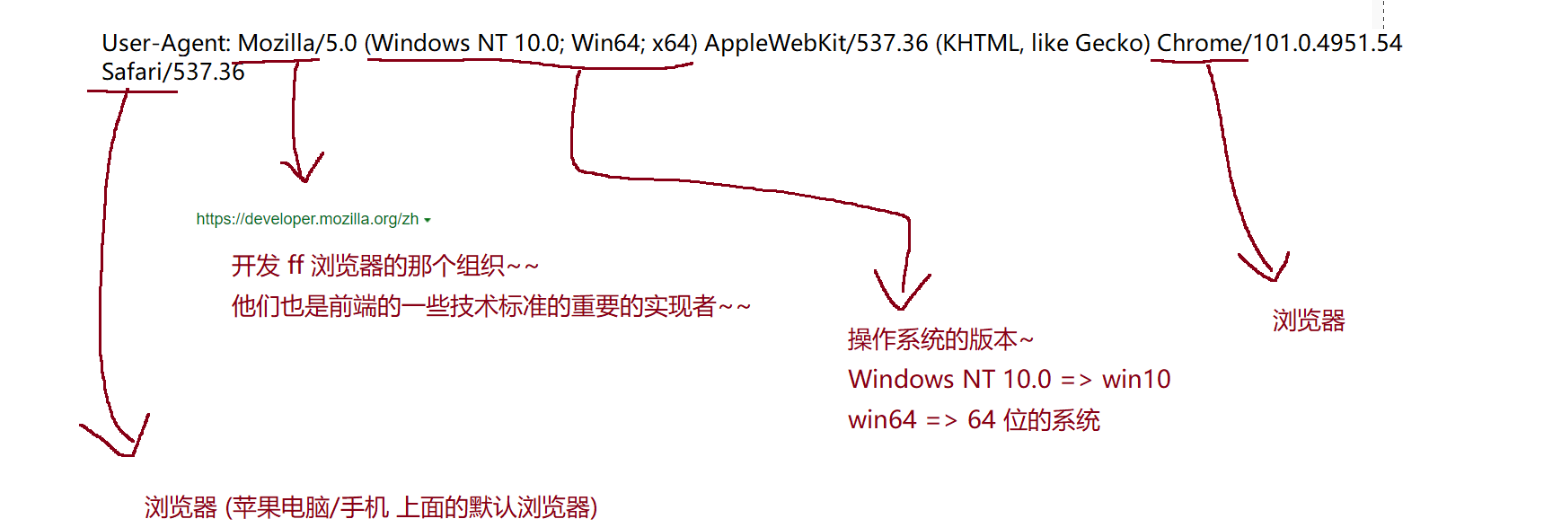 User-Agent: Mozilla/5.0 (Windows NT 10.0; Win64; x64) AppleWebKit/537.36 (KHTML, like Gecko) Chrome/101.0.4951.54
Safari/537.36
https://developer.mozilla.org/zh
开发 ff 浏览器的那个组织~~
他们也是前端的一些技术标准的重要的实现者~~
浏览器
操作系统的版本~
Windows NT 10.0 => win10
win64 => 64 位的系统
浏览器 (苹果电脑/手机 上面的默认浏览器)